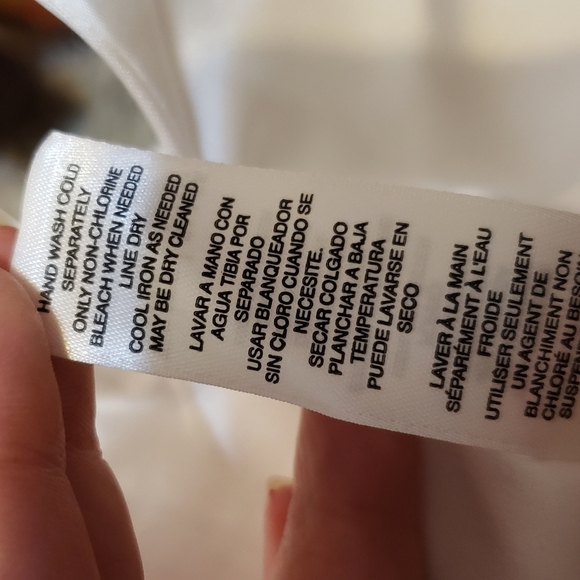 HAND WASH COLD
SEPARATELY
ONLY NON-CHLORINE
BLEACH WHEN NEEDED
LINE DRY
COOL IRON AS NEEDED
MAY BE DRY CLEANED
LAVAR A MANO CON
AGUA TIBIA POR
SEPARADO
USAR BLANQUEADOR
SIN CLORO CUANDO SE
NECESITE.
SECAR COLGADO
PLANCHAR A BAJA
TEMPERATURA
PUEDE LAVARSE EN
SECO
LAVER À LA MAIN
SÉPARÉMENT À L'EAU
FROIDE
UTILISER SEULEMENT
UN AGENT DE
BLANCHIMENT NON
CHLORÉ AU BESOIN